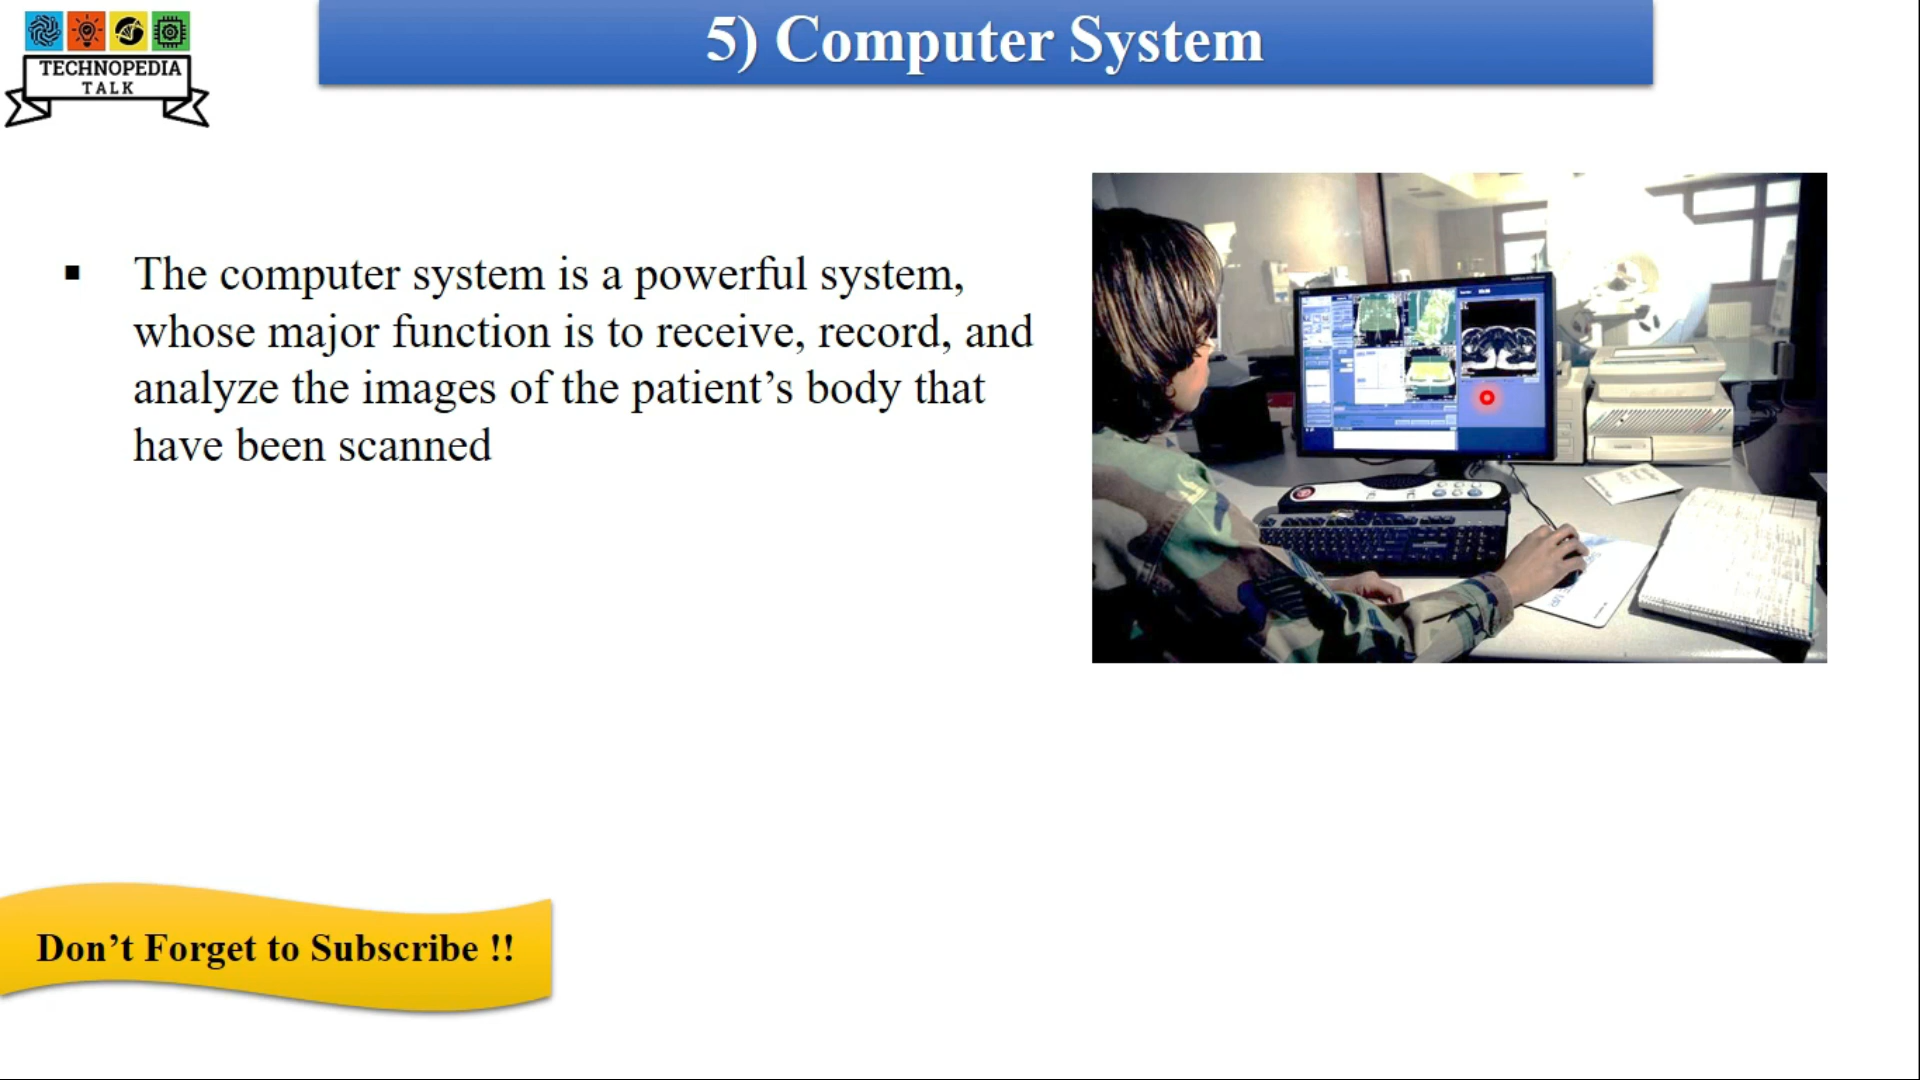 TECHNOPEDIA
TALK
5) Computer System
▪ The computer system is a powerful system,
whose major function is to receive, record, and
analyze the images of the patient’s body that
have been scanned
Don’t Forget to Subscribe !!